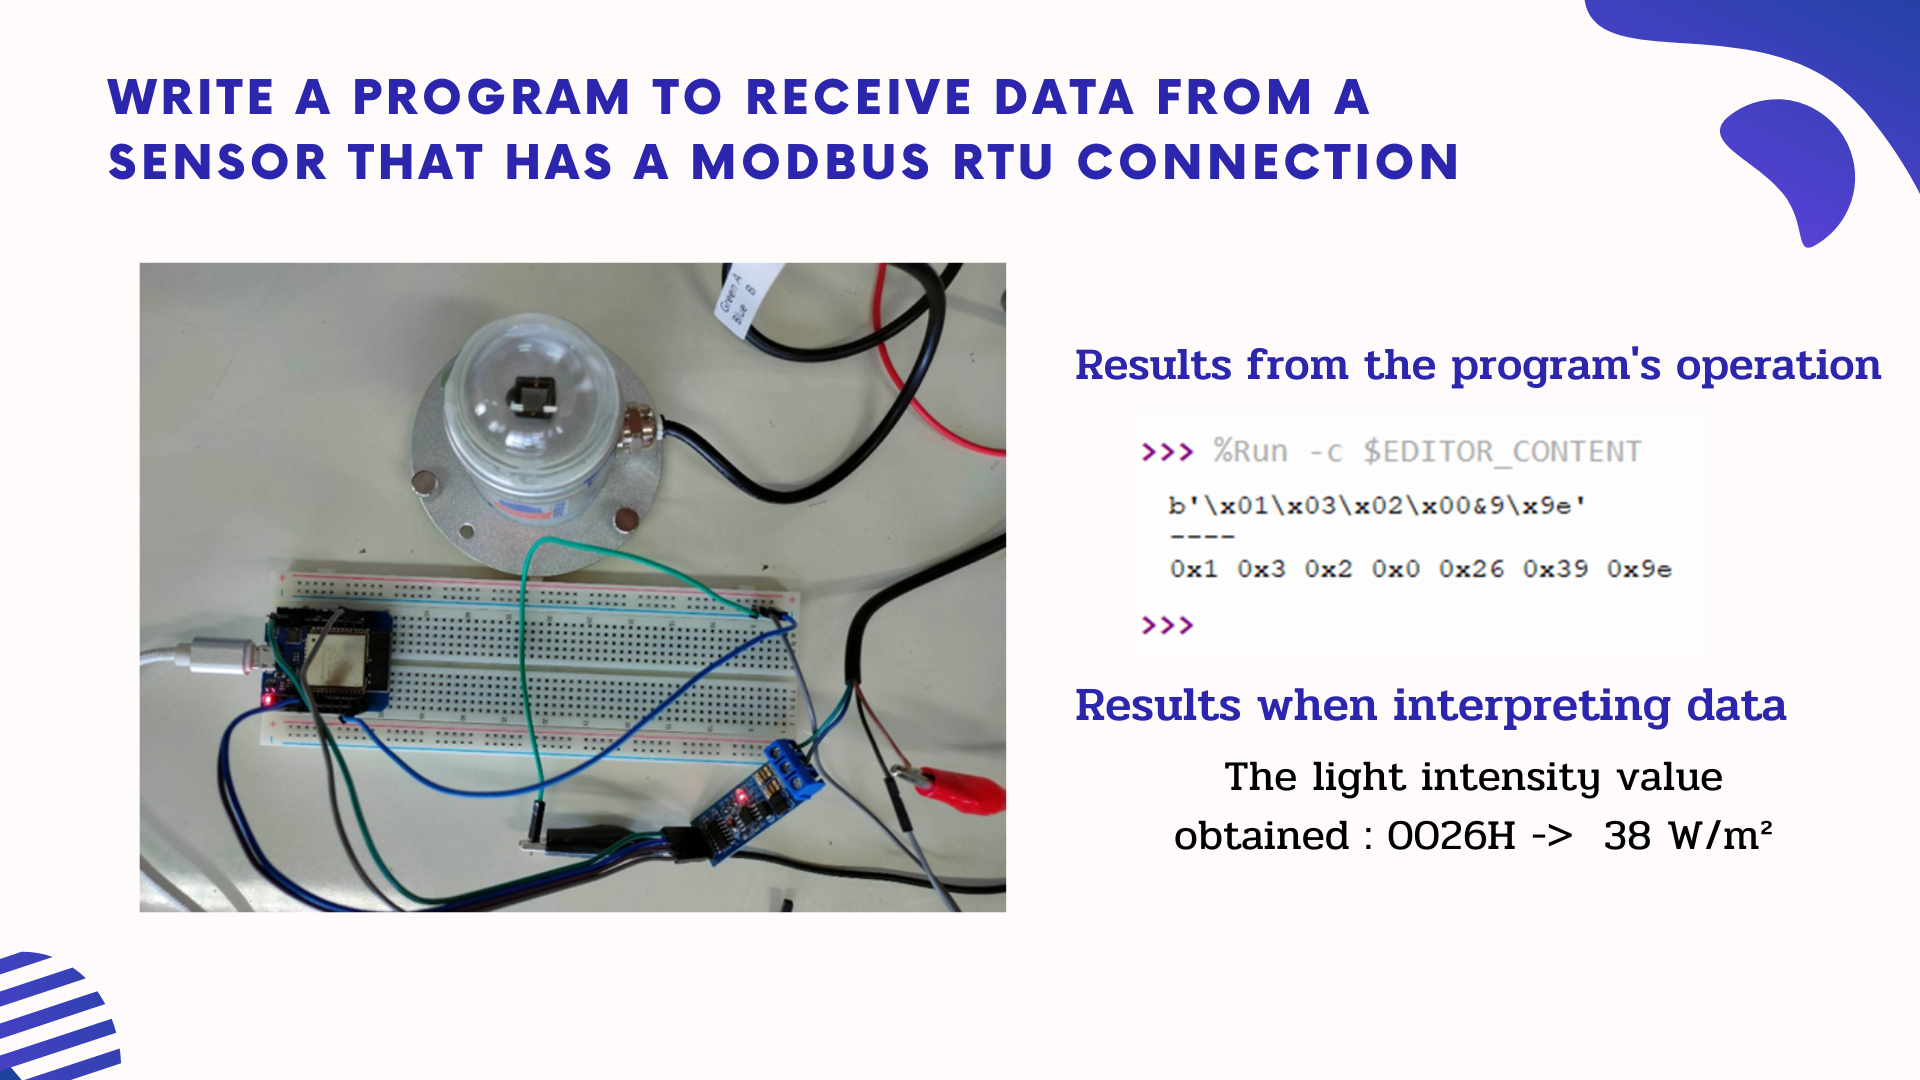 WRITE A PROGRAM TO RECEIVE DATA FROM A
SENSOR THAT HAS A MODBUS RTU CONNECTION
Green A
Blue B
Results from the program's operation
>>> %Run -c $EDITOR_CONTENT
b'\x01\x03\x02\x00&9\x9e'
----
0x1 0x3 0x2 0x0 0x26 0x39 0x9e
>>>
Results when interpreting data
The light intensity value
obtained : 0026H -> 38 W/m²